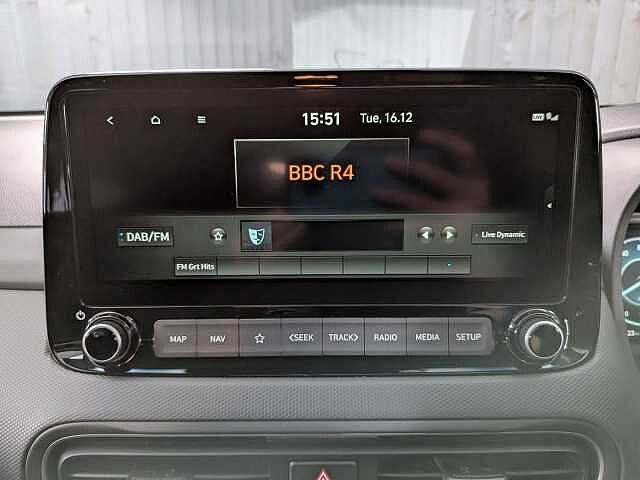 15:51 Tue, 16.12 LIVE
BBC R4
DAB/FM Live Dynamic
FM Grt Hits
MAP NAV <SEEK TRACK> RADIO MEDIA SETUP